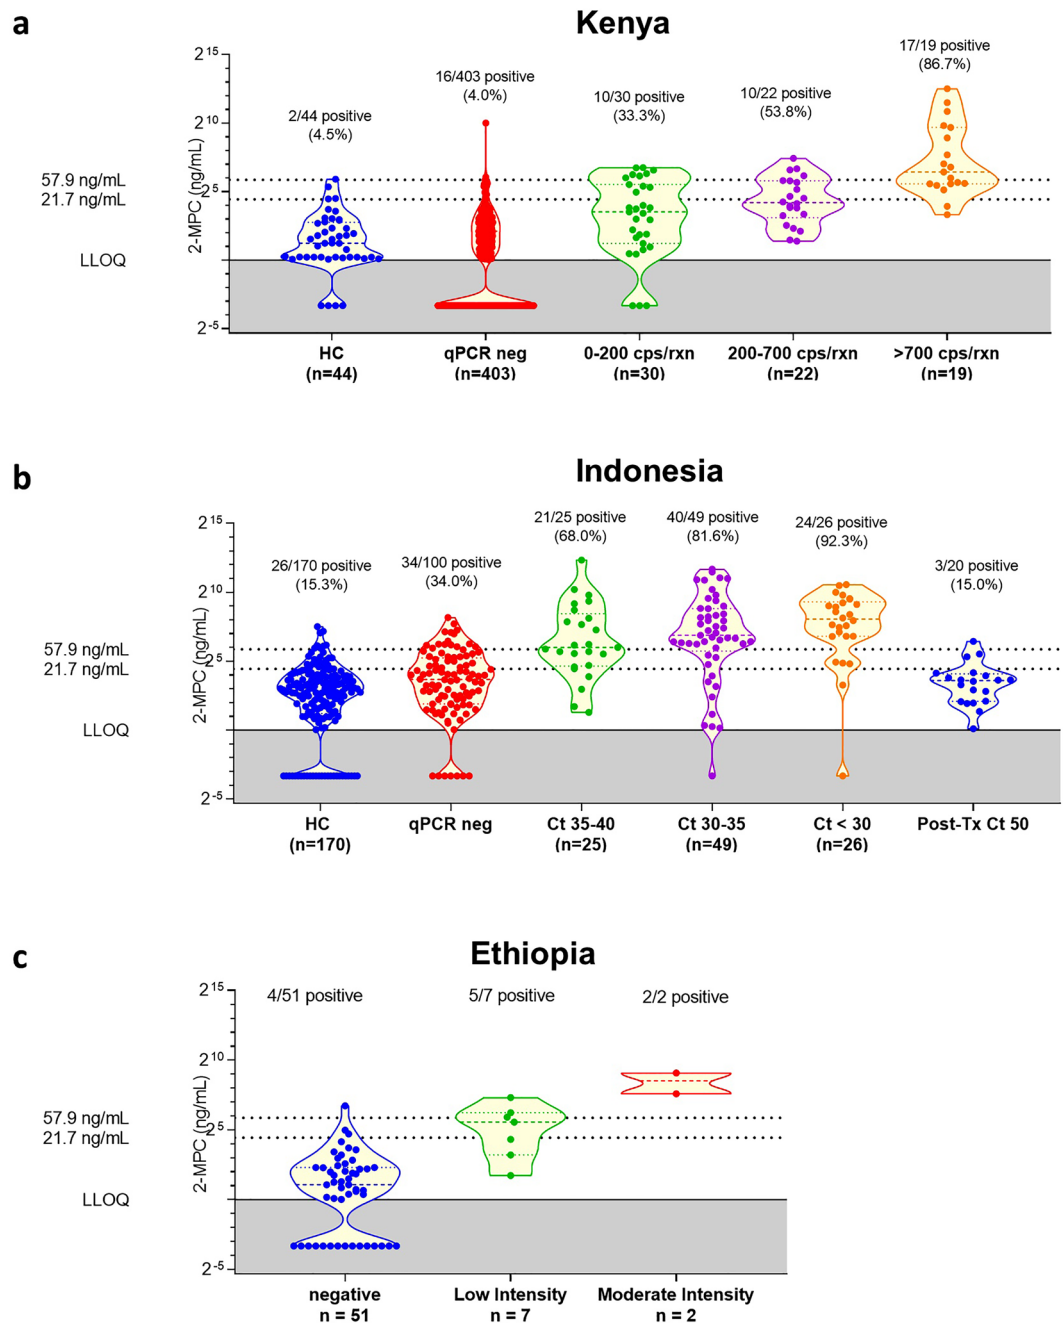 a
Kenya
2-MPC (ng/mL)
2^15
2^10
2^5
2^-5
57.9 ng/mL
21.7 ng/mL
LLOQ
2/44 positive
(4.5%)
16/403 positive
(4.0%)
10/30 positive
(33.3%)
10/22 positive
(53.8%)
17/19 positive
(86.7%)
HC
(n=44)
qPCR neg
(n=403)
0-200 cps/rxn
(n=30)
200-700 cps/rxn
(n=22)
>700 cps/rxn
(n=19)
b
Indonesia
2-MPC (ng/mL)
2^15
2^10
2^5
2^-5
57.9 ng/mL
21.7 ng/mL
LLOQ
26/170 positive
(15.3%)
34/100 positive
(34.0%)
21/25 positive
(68.0%)
40/49 positive
(81.6%)
24/26 positive
(92.3%)
3/20 positive
(15.0%)
HC
(n=170)
qPCR neg
Ct 35-40
(n=25)
Ct 30-35
(n=49)
Ct < 30
(n=26)
Post-Tx Ct 50
c
Ethiopia
2-MPC (ng/mL)
2^15
2^10
2^5
2^-5
57.9 ng/mL
21.7 ng/mL
LLOQ
4/51 positive
5/7 positive
2/2 positive
negative
n = 51
Low Intensity
n = 7
Moderate Intensity
n = 2